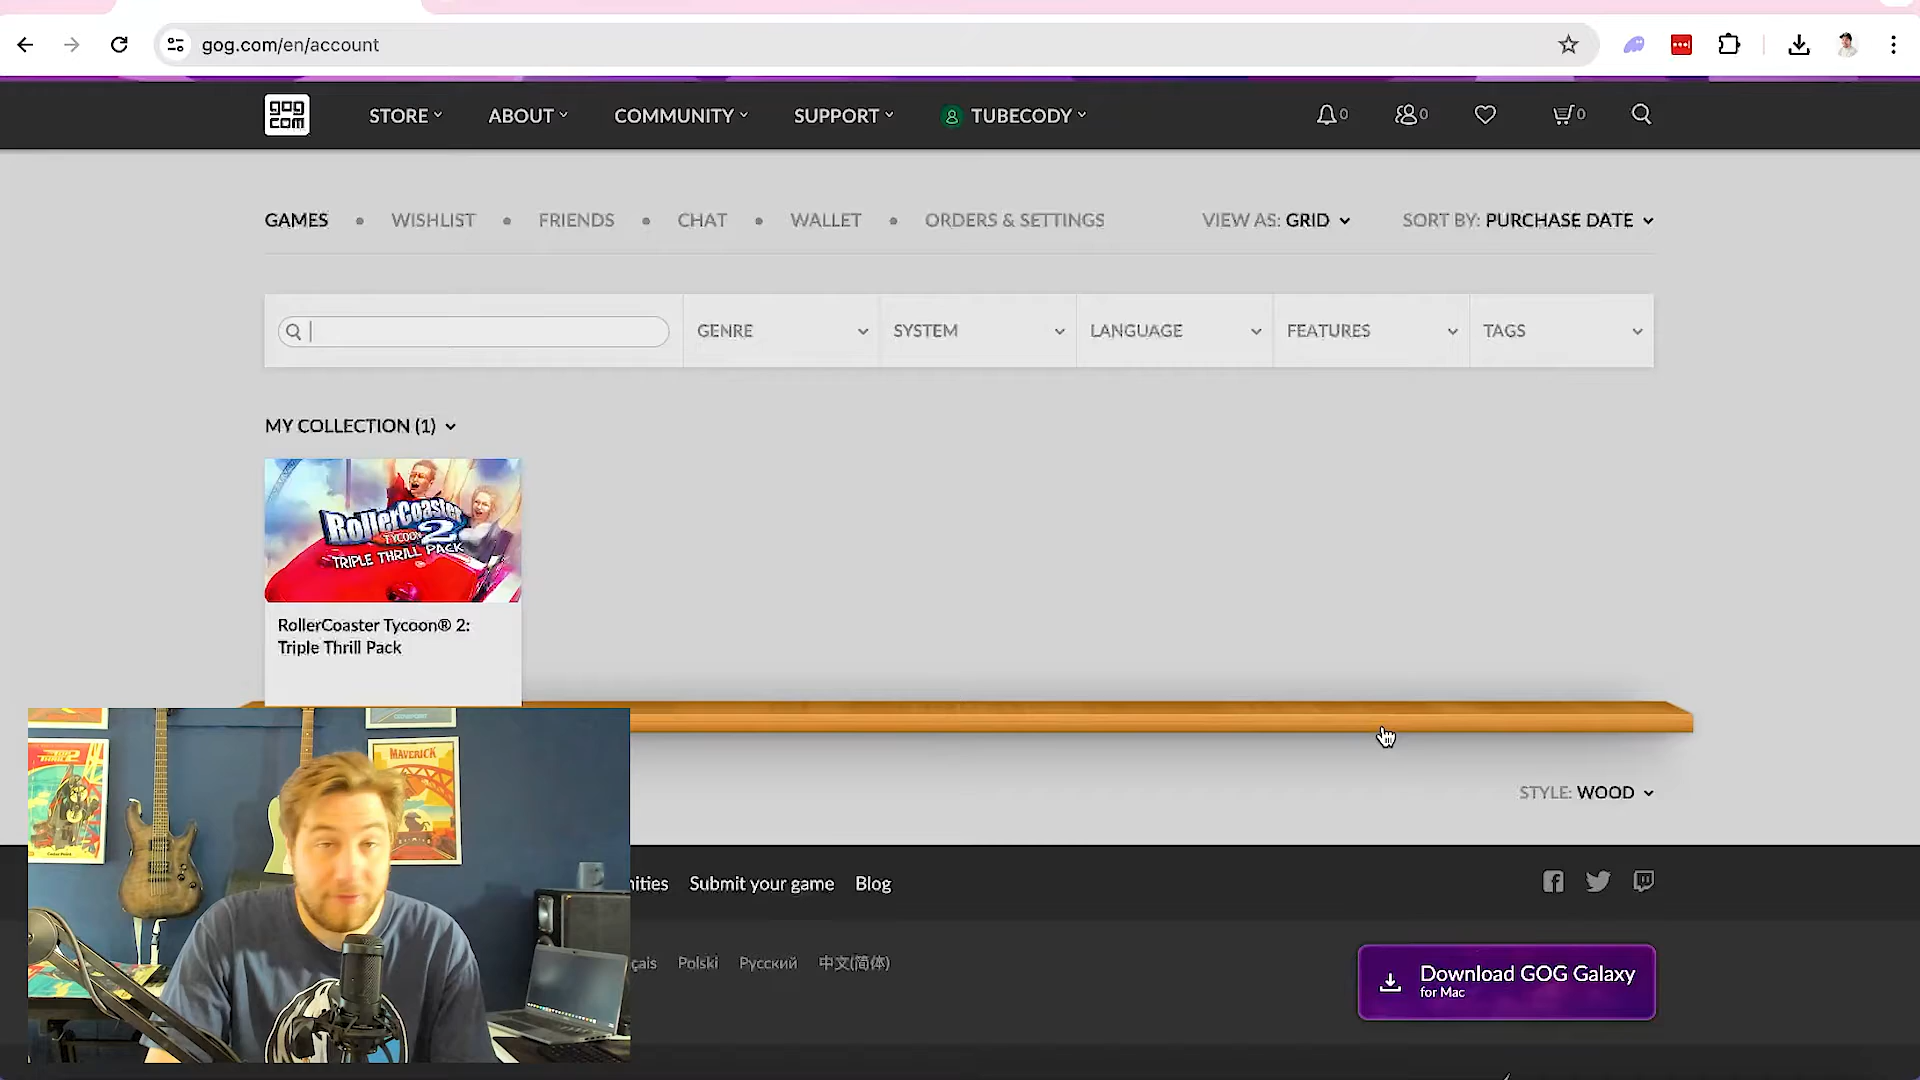 gog.com/en/account
gog
com
STORE
ABOUT
COMMUNITY
SUPPORT
TUBECODY
0
0
0
GAMES
WISHLIST
FRIENDS
CHAT
WALLET
ORDERS & SETTINGS
VIEW AS: GRID
SORT BY: PURCHASE DATE
GENRE
SYSTEM
LANGUAGE
FEATURES
TAGS
MY COLLECTION (1)
RollerCoaster
TYCOON 2
TRIPLE THRILL PACK
RollerCoaster Tycoon® 2:
Triple Thrill Pack
STYLE: WOOD
MAVERICK
nities
Submit your game
Blog
çais
Polski
Русский
中文(简体)
Download GOG Galaxy
for Mac